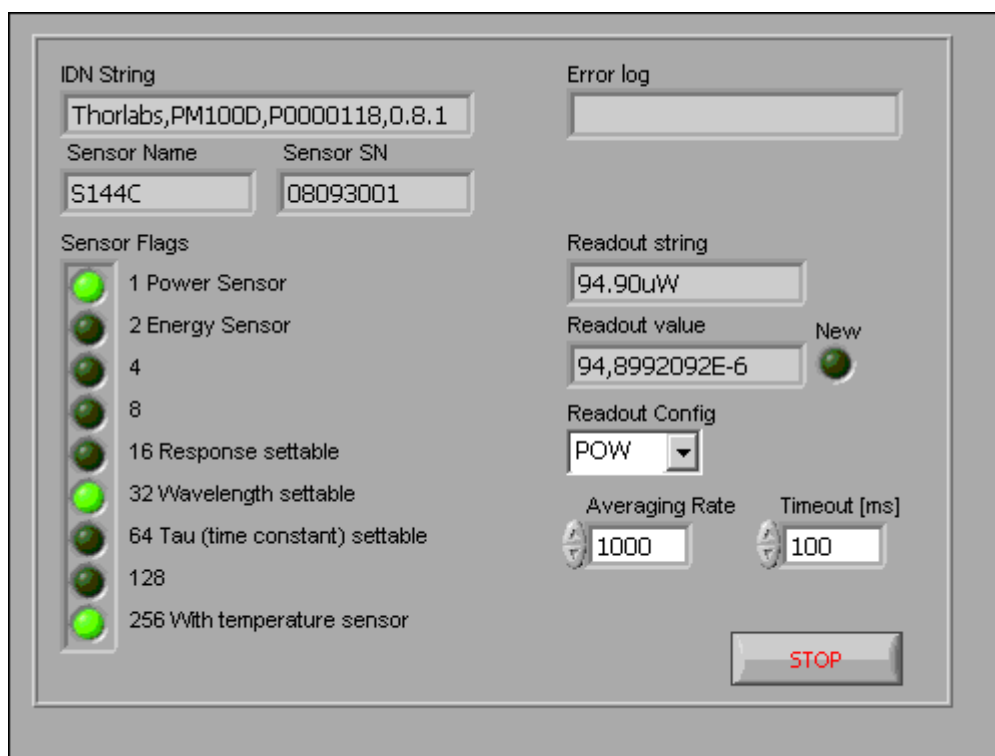 IDN String
Thorlabs,PM100D,P0000118,0.8.1
Sensor Name
Sensor SN
S144C
08093001
Sensor Flags
1 Power Sensor
2 Energy Sensor
4
8
16 Response settable
32 Wavelength settable
64 Tau (time constant) settable
128
256 With temperature sensor
Error log
Readout string
94.90uW
Readout value
New
94,8992092E-6
Readout Config
POW
Averaging Rate
Timeout [ms]
1000
100
STOP